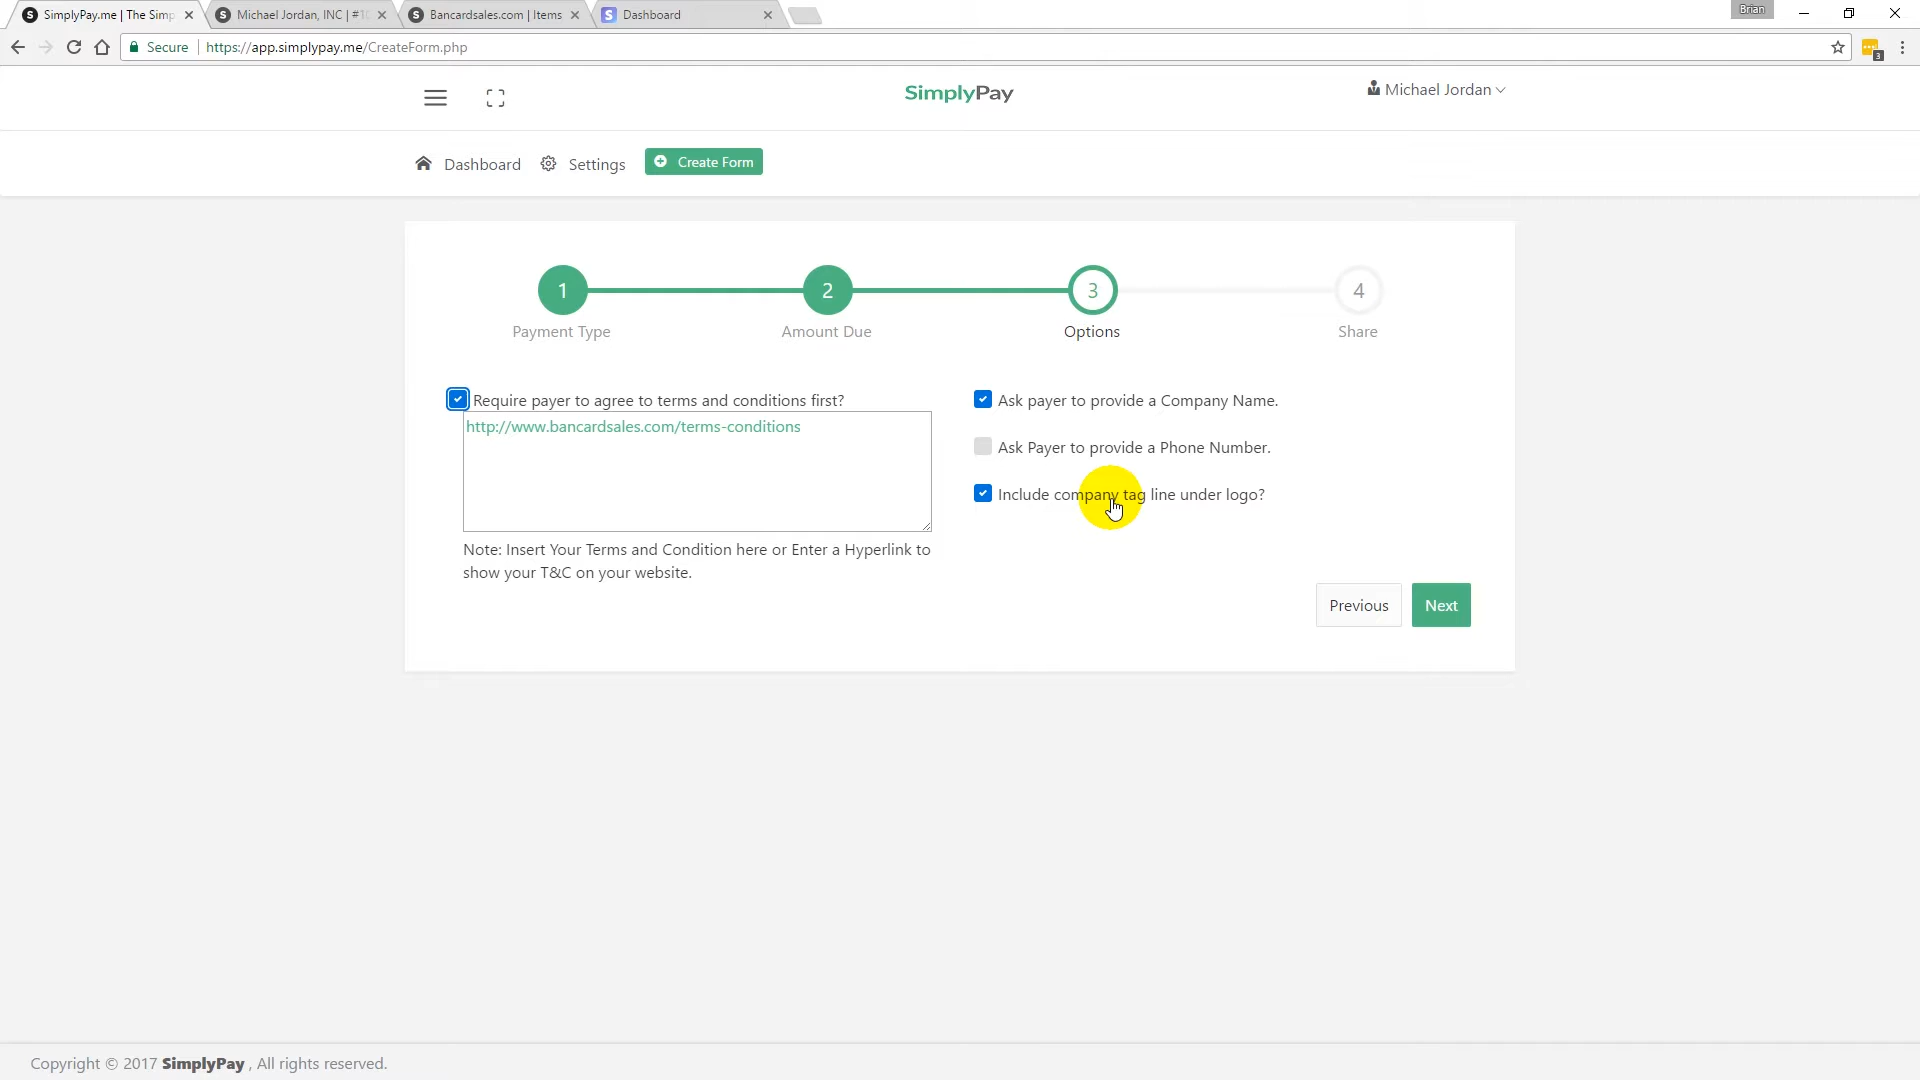 SimplyPay.me | The Simp
Michael Jordan, INC | #10
Bancardsales.com | Items
Dashboard
Brian
Secure
https://app.simplypay.me/CreateForm.php
3
SimplyPay
Michael Jordan
Dashboard
Settings
Create Form
1
2
3
4
Payment Type
Amount Due
Options
Share
Require payer to agree to terms and conditions first?
http://www.bancardsales.com/terms-conditions
Note: Insert Your Terms and Condition here or Enter a Hyperlink to
show your T&C on your website.
Ask payer to provide a Company Name.
Ask Payer to provide a Phone Number.
Include company tag line under logo?
Previous
Next
Copyright © 2017 SimplyPay , All rights reserved.